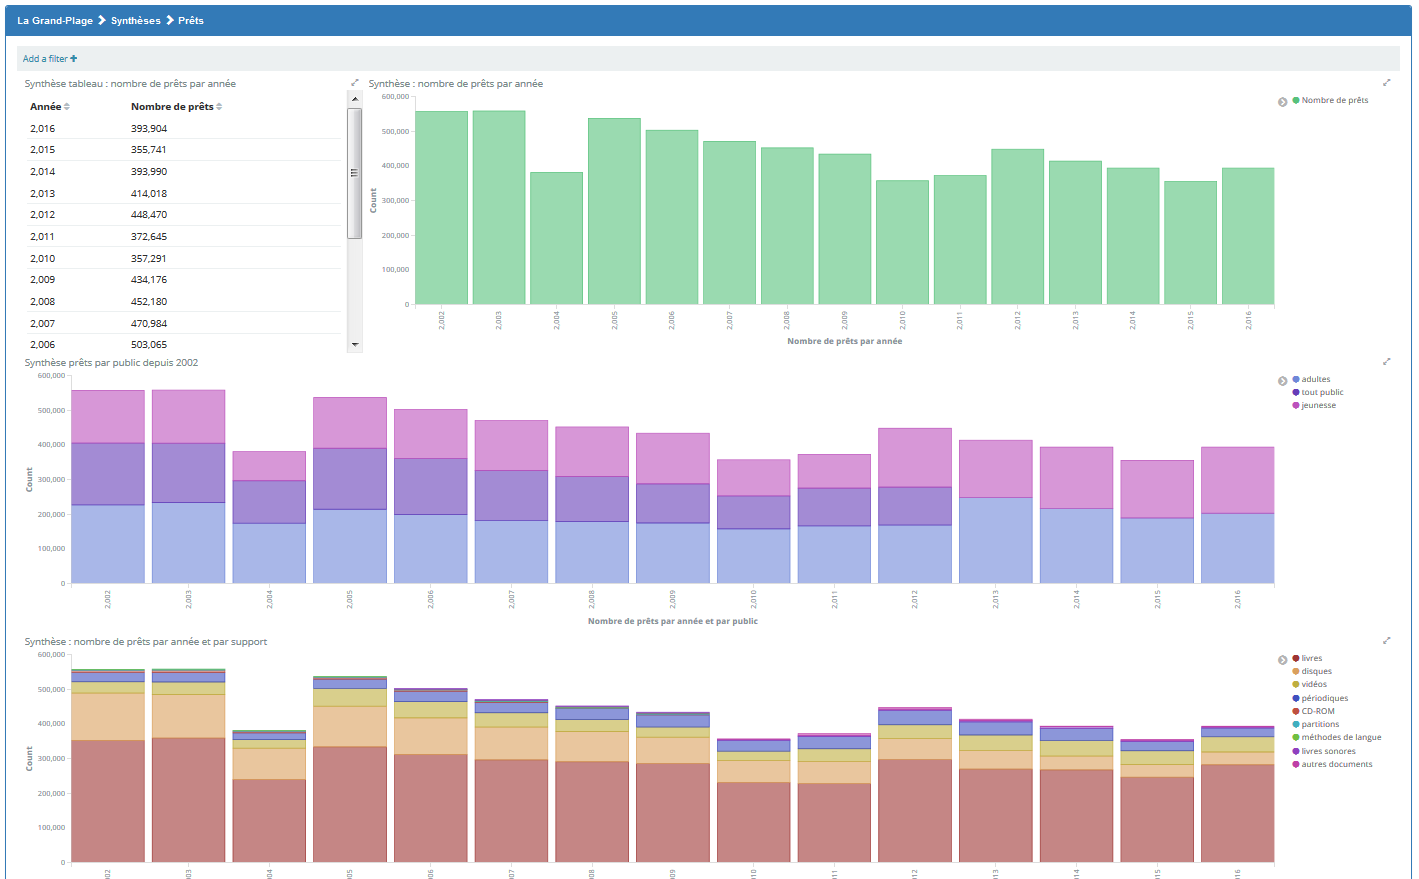 La Grand-Plage > Synthèses > Prêts
Add a filter +
Synthèse tableau : nombre de prêts par année
Année Nombre de prêts
2,016 393,904
2,015 355,741
2,014 393,990
2,013 414,018
2,012 448,470
2,011 372,645
2,010 357,291
2,009 434,176
2,008 452,180
2,007 470,984
2,006 503,065
Synthèse : nombre de prêts par année
600,000
500,000
400,000
300,000
200,000
100,000
0
Count
2,002 2,003 2,004 2,005 2,006 2,007 2,008 2,009 2,010 2,011 2,012 2,013 2,014 2,015 2,016
Nombre de prêts par année
Nombre de prêts
Synthèse prêts par public depuis 2002
600,000
500,000
400,000
300,000
200,000
100,000
0
Count
2,002 2,003 2,004 2,005 2,006 2,007 2,008 2,009 2,010 2,011 2,012 2,013 2,014 2,015 2,016
Nombre de prêts par année et par public
adultes
tout public
jeunesse
Synthèse : nombre de prêts par année et par support
600,000
500,000
400,000
300,000
200,000
100,000
0
Count
02 03 04 05 06 07 08 09 10 11 12 13 14 15 16
livres
disques
vidéos
périodiques
CD-ROM
partitions
méthodes de langue
livres sonores
autres documents